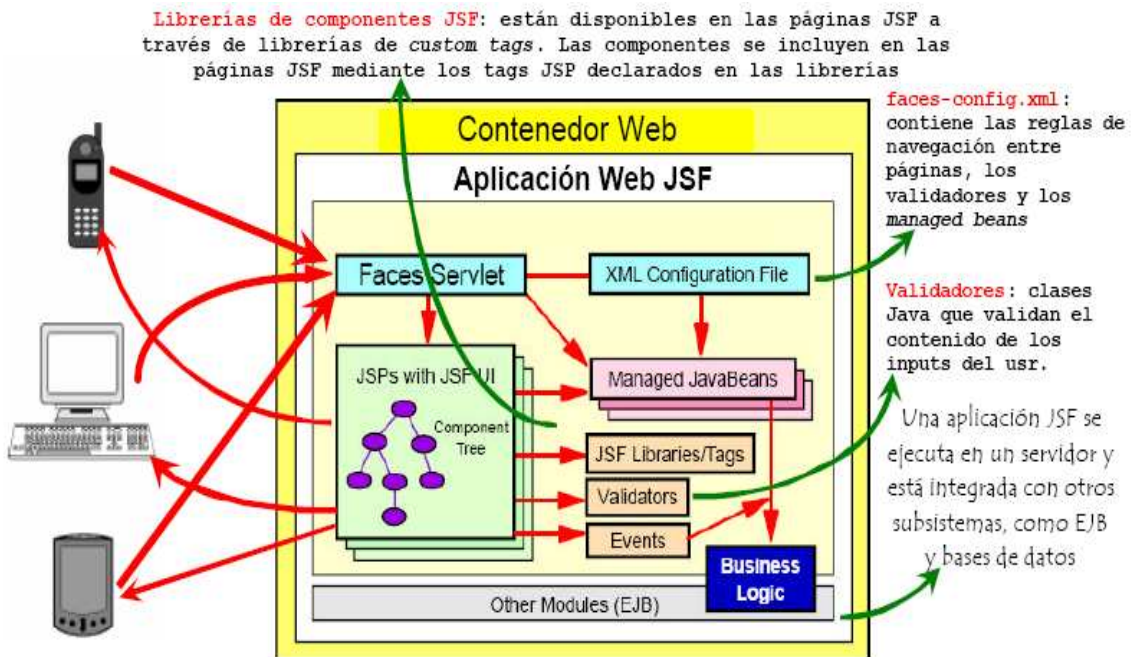 Librerías de componentes JSF: están disponibles en las páginas JSF a
través de librerías de custom tags. Las componentes se incluyen en las
páginas JSF mediante los tags JSP declarados en las librerías
faces-config.xml:
contiene las reglas de
navegación entre
páginas, los
validadores y los
managed beans
Contenedor Web
Aplicación Web JSF
Faces Servlet
XML Configuration File
Validadores: clases
Java que validan el
contenido de los
inputs del usr.
JSPs with JSF UI
Component
Tree
Managed JavaBeans
JSF Libraries/Tags
Validators
Events
Business
Logic
Other Modules (EJB)
Una aplicación JSF se
ejecuta en un servidor y
está integrada con otros
subsistemas, como EJB
y bases de datos